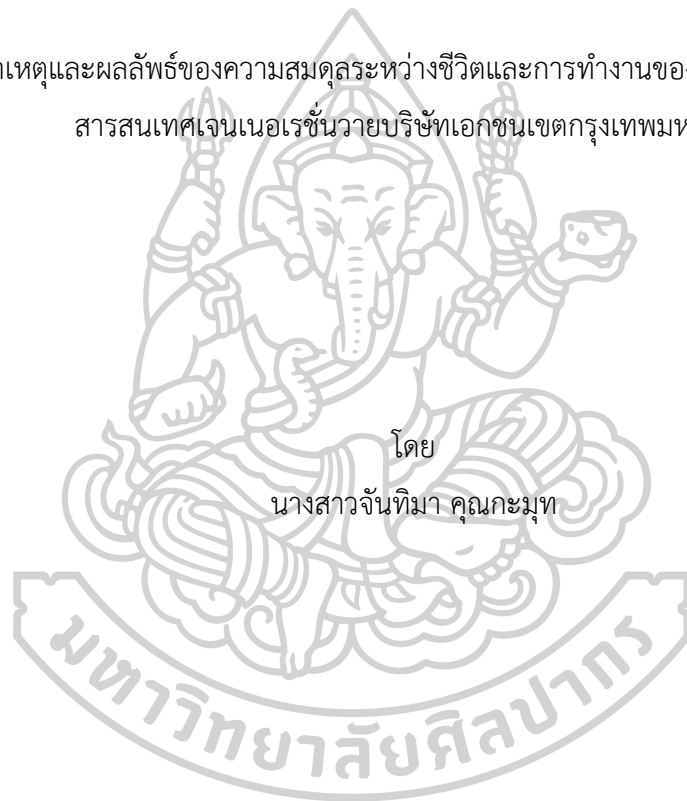 เหตุและผลลัพธ์ของความสมดุลระหว่างชีวิตและการทำงานของ
สารสนเทศเจนเนอเรชั่นวายบริษัทเอกชนเขตกรุงเทพมห
โดย
นางสาวจันทิมา คุณกะมุท
มหาวิทยาลัยศิลปากร